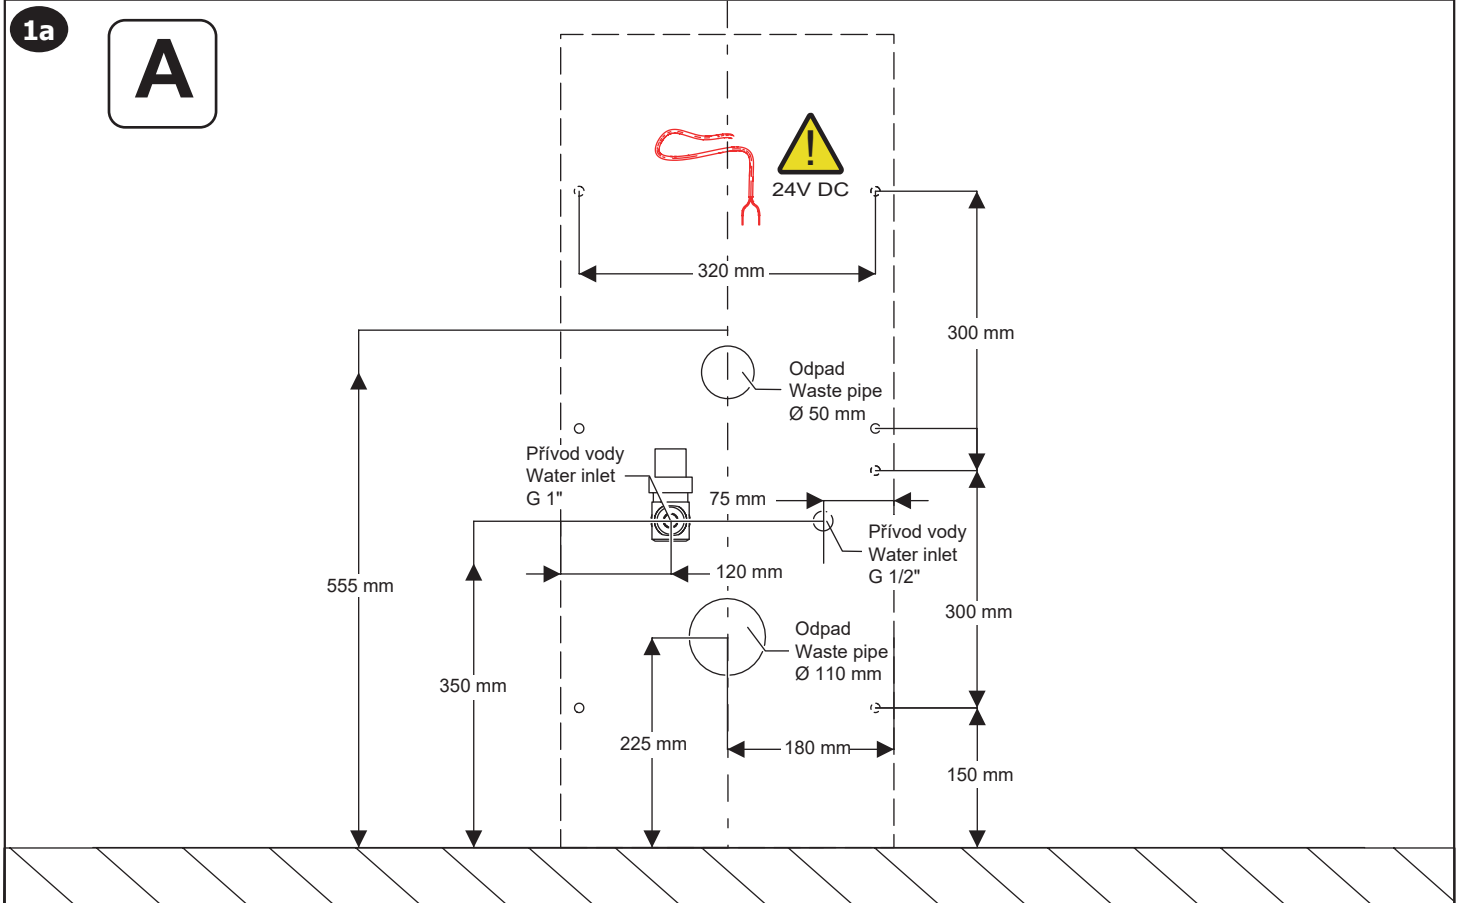 1a
A
24V DC
320 mm
300 mm
Odpad
Waste pipe
Ø 50 mm
Přívod vody
Water inlet
G 1"
75 mm
Přívod vody
Water inlet
G 1/2"
120 mm
555 mm
300 mm
Odpad
Waste pipe
Ø 110 mm
350 mm
225 mm
180 mm
150 mm